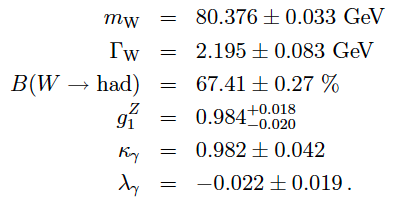 m_W = 80.376 ± 0.033 GeV
Γ_W = 2.195 ± 0.083 GeV
B(W → had) = 67.41 ± 0.27 %
g_1^Z = 0.984^{+0.018}_{−0.020}
κ_γ = 0.982 ± 0.042
λ_γ = −0.022 ± 0.019 .